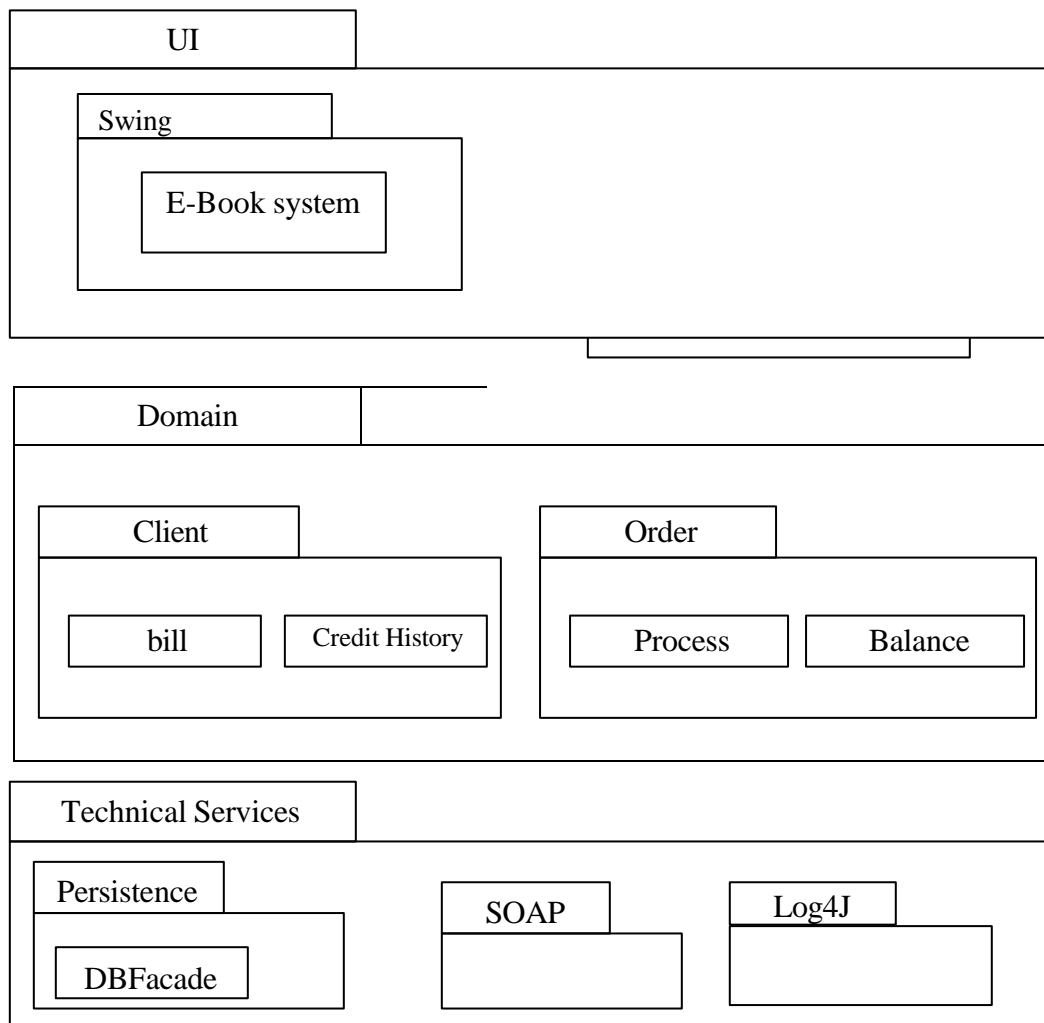 UI
Swing
E-Book system
Domain
Client
Order
bill
Credit History
Process
Balance
Technical Services
Persistence
SOAP
Log4J
DBFacade